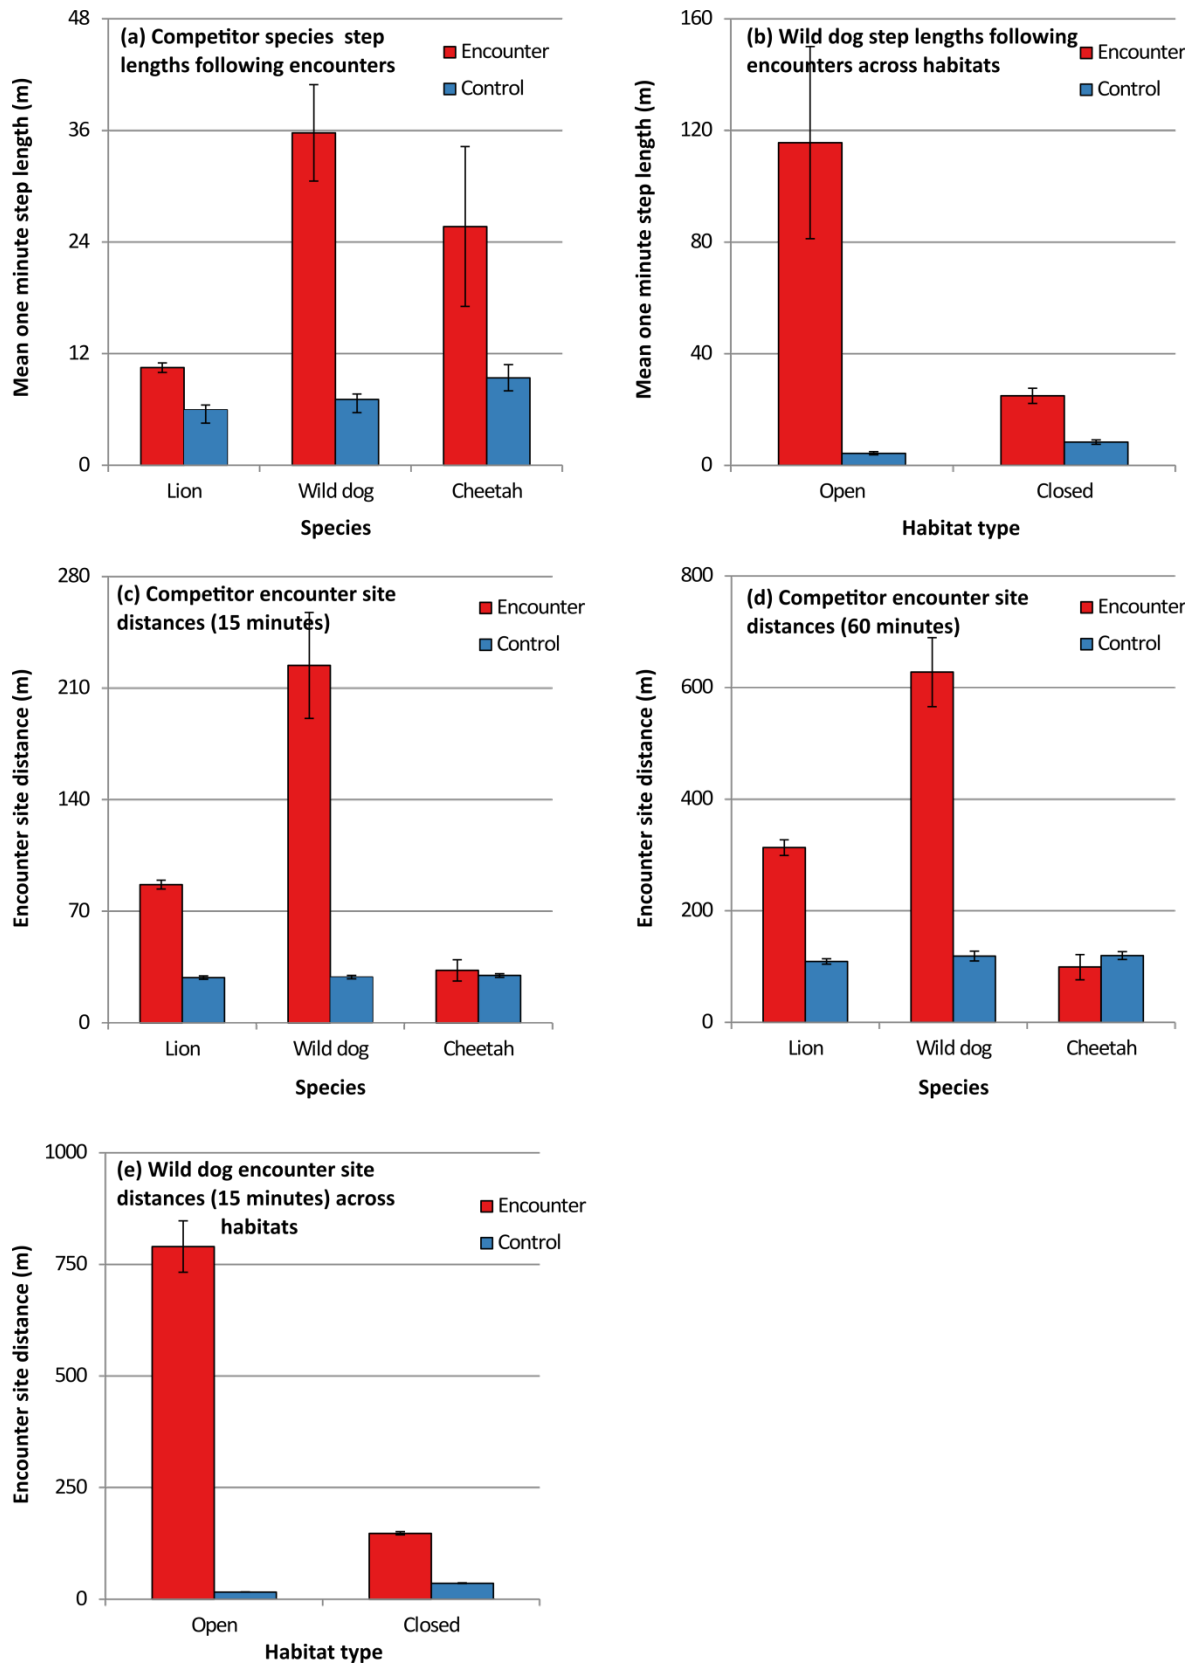 (a) Competitor species step
lengths following encounters
Encounter
Control
Mean one minute step length (m)
48
36
24
12
0
Lion
Wild dog
Cheetah
Species
(b) Wild dog step lengths following
encounters across habitats
Encounter
Control
Mean one minute step length (m)
160
120
80
40
0
Open
Closed
Habitat type
(c) Competitor encounter site
distances (15 minutes)
Encounter
Control
Encounter site distance (m)
280
210
140
70
0
Lion
Wild dog
Cheetah
Species
(d) Competitor encounter site
distances (60 minutes)
Encounter
Control
Encounter site distance (m)
800
600
400
200
0
Lion
Wild dog
Cheetah
Species
(e) Wild dog encounter site
distances (15 minutes) across
habitats
Encounter
Control
Encounter site distance (m)
1000
750
500
250
0
Open
Closed
Habitat type